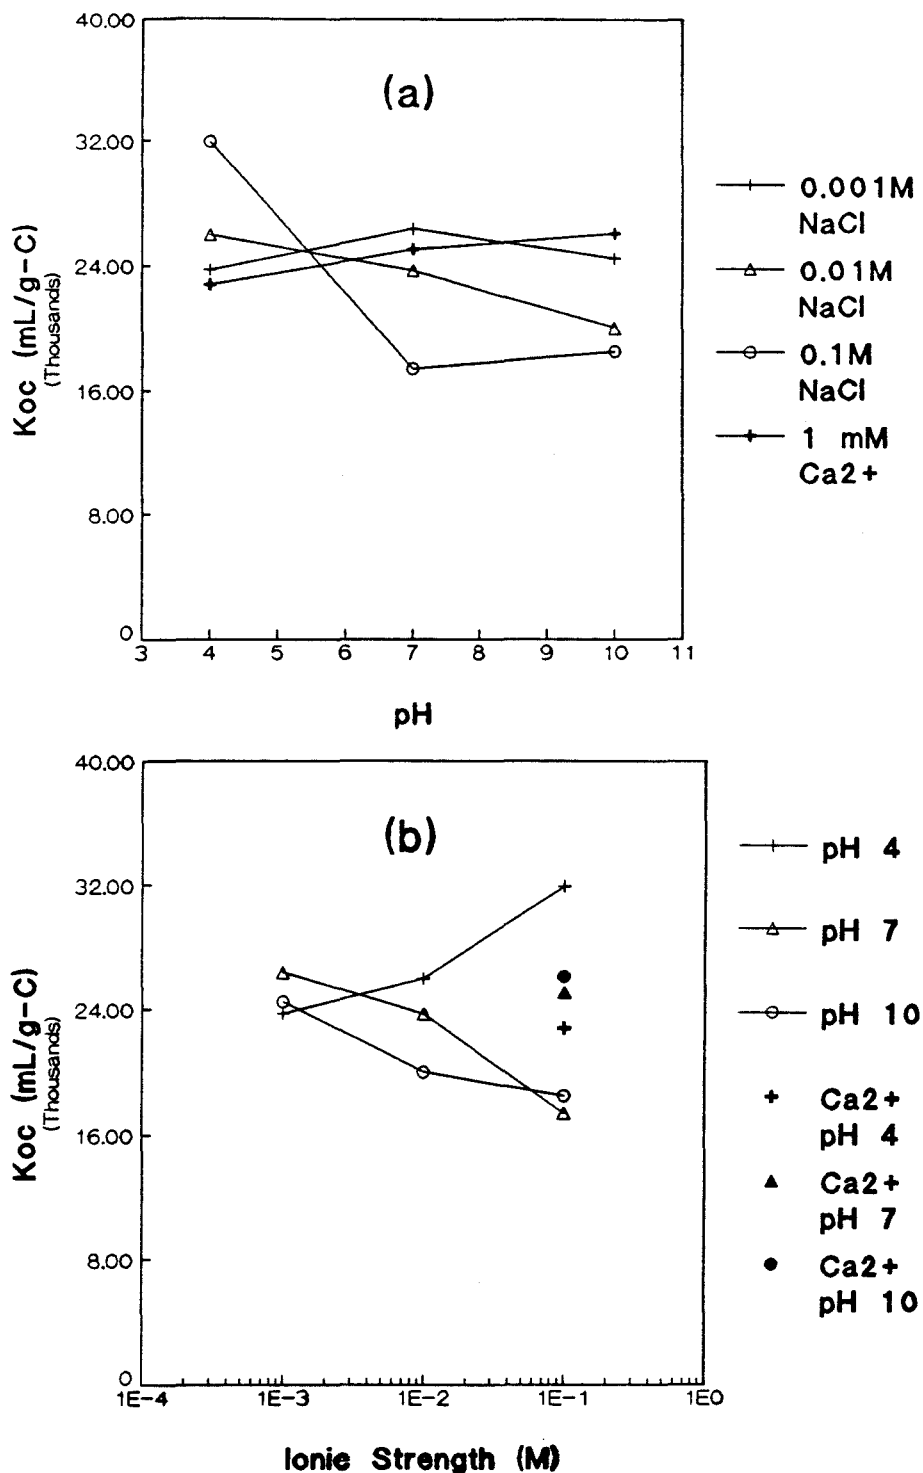 40.00
32.00
24.00
16.00
8.00
0
Koc (mL/g-C)
(Thousands)
(a)
3 4 5 6 7 8 9 10 11
pH
0.001M
NaCl
0.01M
NaCl
0.1M
NaCl
1 mM
Ca2+
40.00
32.00
24.00
16.00
8.00
0
Koc (mL/g-C)
(Thousands)
(b)
1E-4 1E-3 1E-2 1E-1 1E0
Ionic Strength (M)
pH 4
pH 7
pH 10
Ca2+
pH 4
Ca2+
pH 7
Ca2+
pH 10